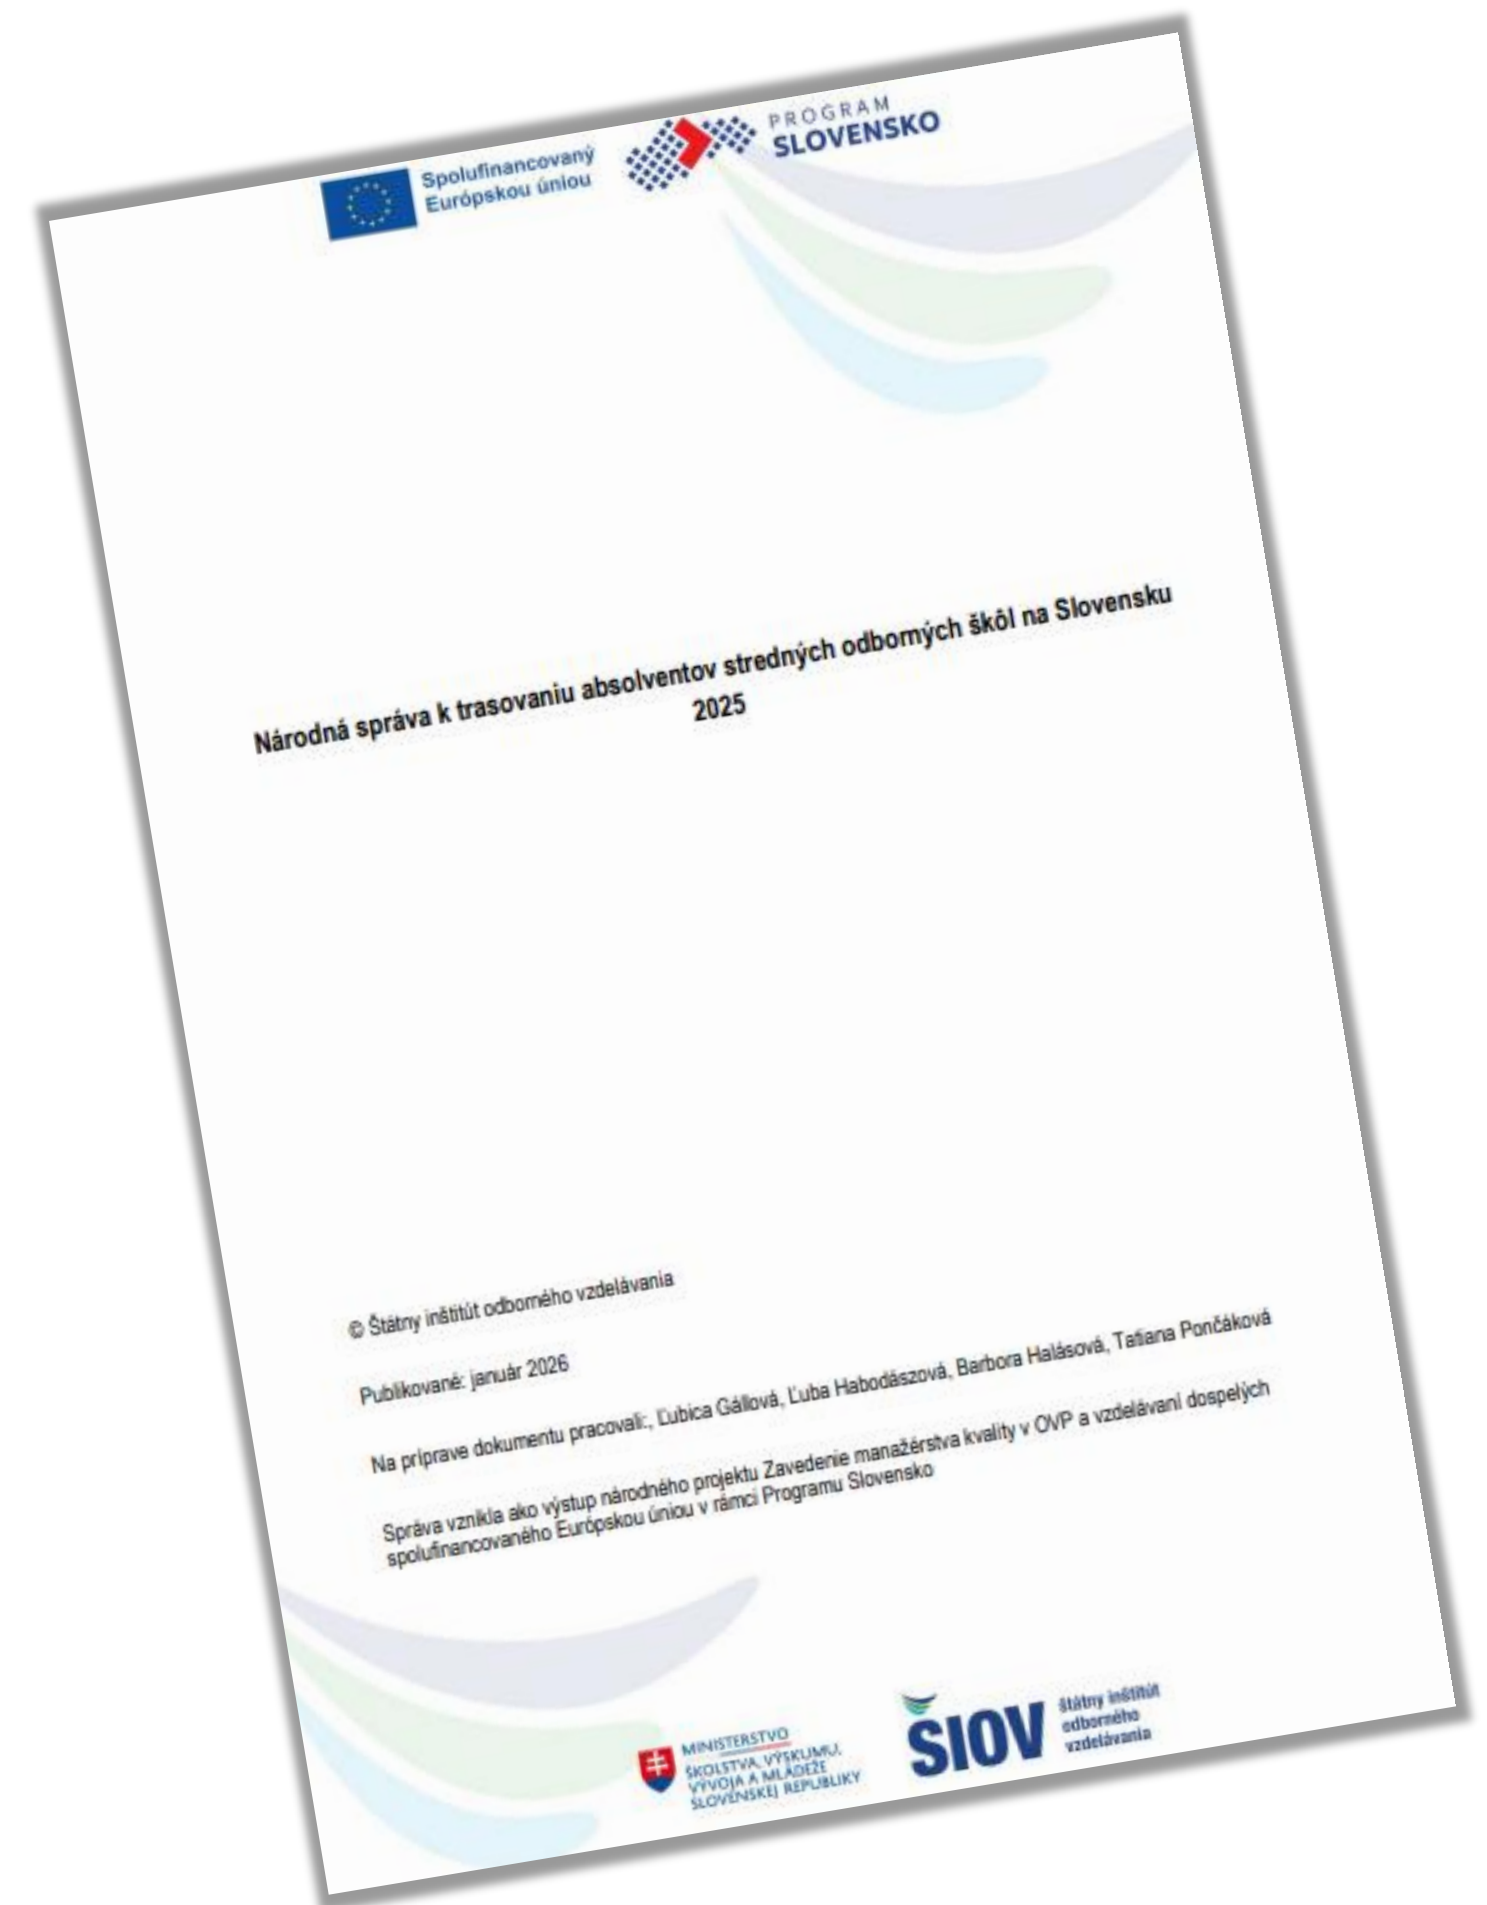 Spolufinancovaný
Európskou úniou
PROGRAM
SLOVENSKO
Národná správa k trasovaniu absolventov stredných odborných škôl na Slovensku
2025
© Štátny inštitút odborného vzdelávania
Publikované: január 2026
Na príprave dokumentu pracovali:, Ľubica Gállová, Ľuba Habodászová, Barbora Halásová, Tatiana Pončáková
Správa vznikla ako výstup národného projektu Zavedenie manažérstva kvality v OVP a vzdelávaní dospelých
spolufinancovaného Európskou úniou v rámci Programu Slovensko
MINISTERSTVO
ŠKOLSTVA, VÝSKUMU,
VÝVOJA A MLÁDEŽE
SLOVENSKEJ REPUBLIKY
ŠIOV
štátny inštitút
odborného
vzdelávania